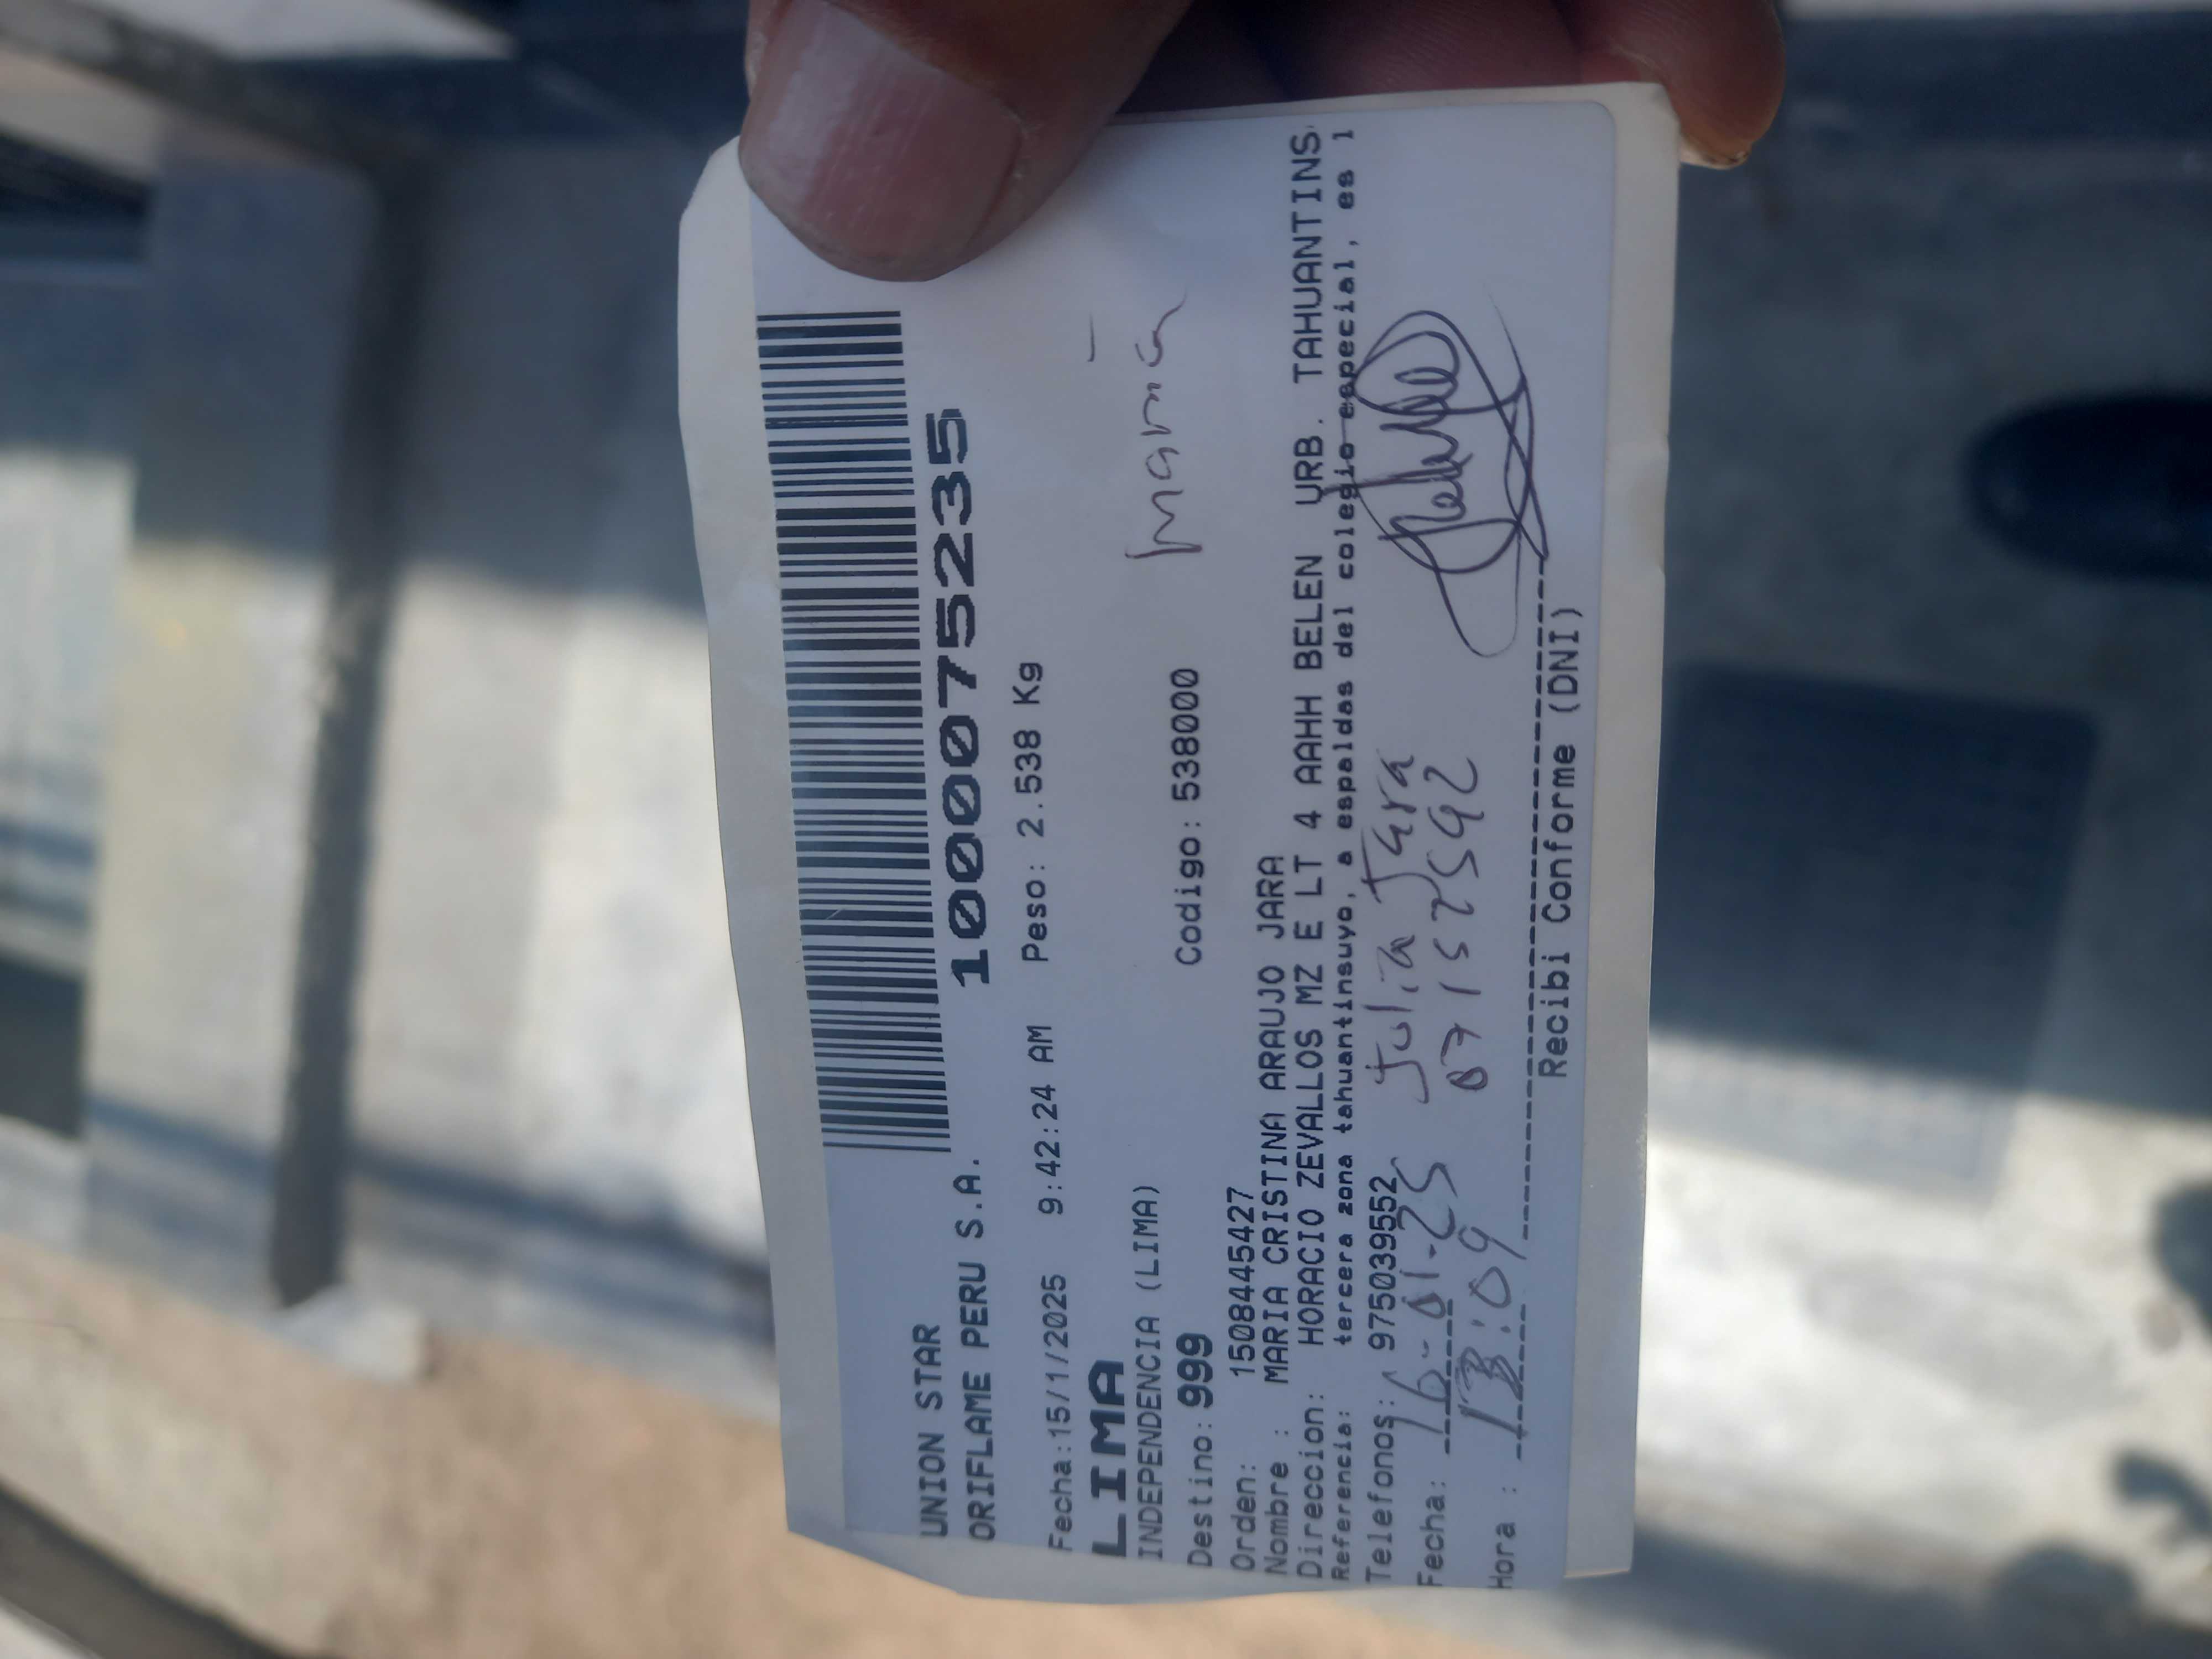 1000075235
UNION STAR
ORIFLAME PERU S.A.
Fecha:15/1/2025 9:42:24 AM Peso: 2.538 Kg
LIMA
INDEPENDENCIA (LIMA)
mamá
Destino: 999 Codigo: 538000
Orden: 1508445427
Nombre : MARIA CRISTINA ARAUJO JARA
Direccion: HORACIO ZEVALLOS MZ E LT 4 AAHH BELEN URB. TAHUANTINS
Referencia: tercera zona tahuantinsuyo, a espaldas del colegio especial, es l
Telefonos: 975039552
Fecha: 16-01-25 Julia Jara
07152592
Hora : 13:09
Recibi Conforme (DNI)